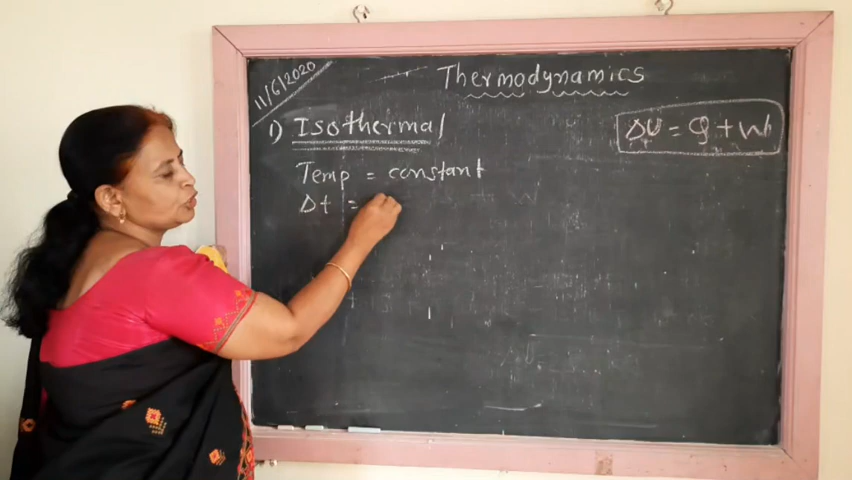 11/6/2020
Thermodynamics
1) Isothermal
ΔU = q + W
Temp = constant
Δt =